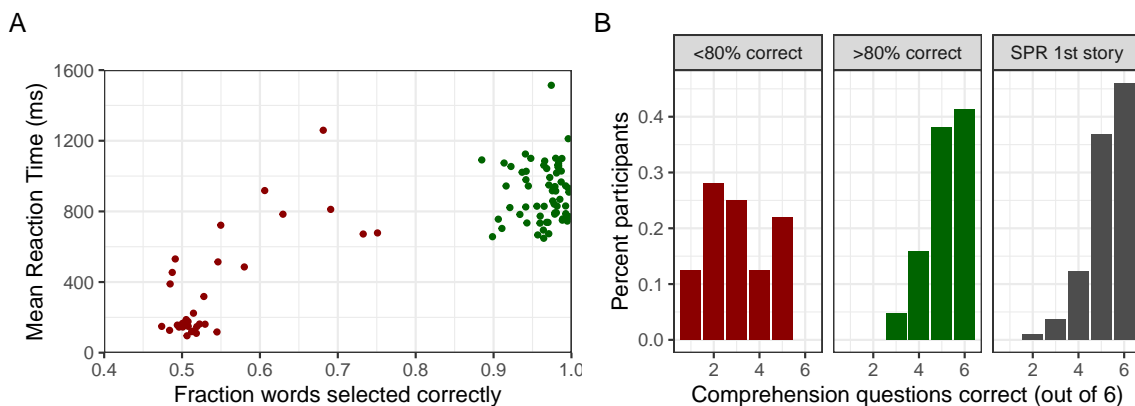 A
Mean Reaction Time (ms)
1600
1200
800
400
0
0.4 0.5 0.6 0.7 0.8 0.9 1.0
Fraction words selected correctly
B
<80% correct >80% correct SPR 1st story
Percent participants
0.4
0.3
0.2
0.1
0.0
2 4 6 2 4 6 2 4 6
Comprehension questions correct (out of 6)